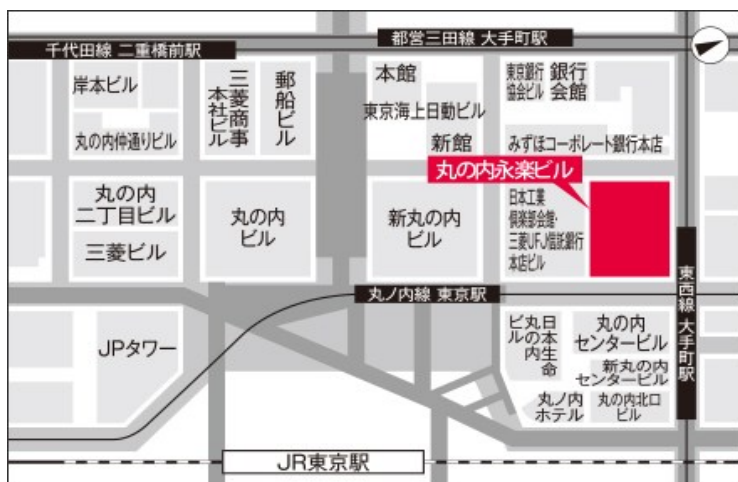 都営三田線 大手町駅
千代田線 二重橋前駅
岸本ビル
丸の内仲通りビル
三菱商事
本社ビル
郵船ビル
本館
東京海上日動ビル
新館
東京銀行
協会ビル
銀行
会館
みずほコーポレート銀行本店
丸の内永楽ビル
丸の内
二丁目ビル
三菱ビル
丸の内
ビル
新丸の内
ビル
日本工業
倶楽部会館・
三菱UFJ信託銀行
本店ビル
丸ノ内線 東京駅
東西線 大手町駅
JPタワー
日本生命
丸の内
ビル
丸の内
センタービル
新丸の内
センタービル
丸ノ内
ホテル
丸の内北口
ビル
JR東京駅